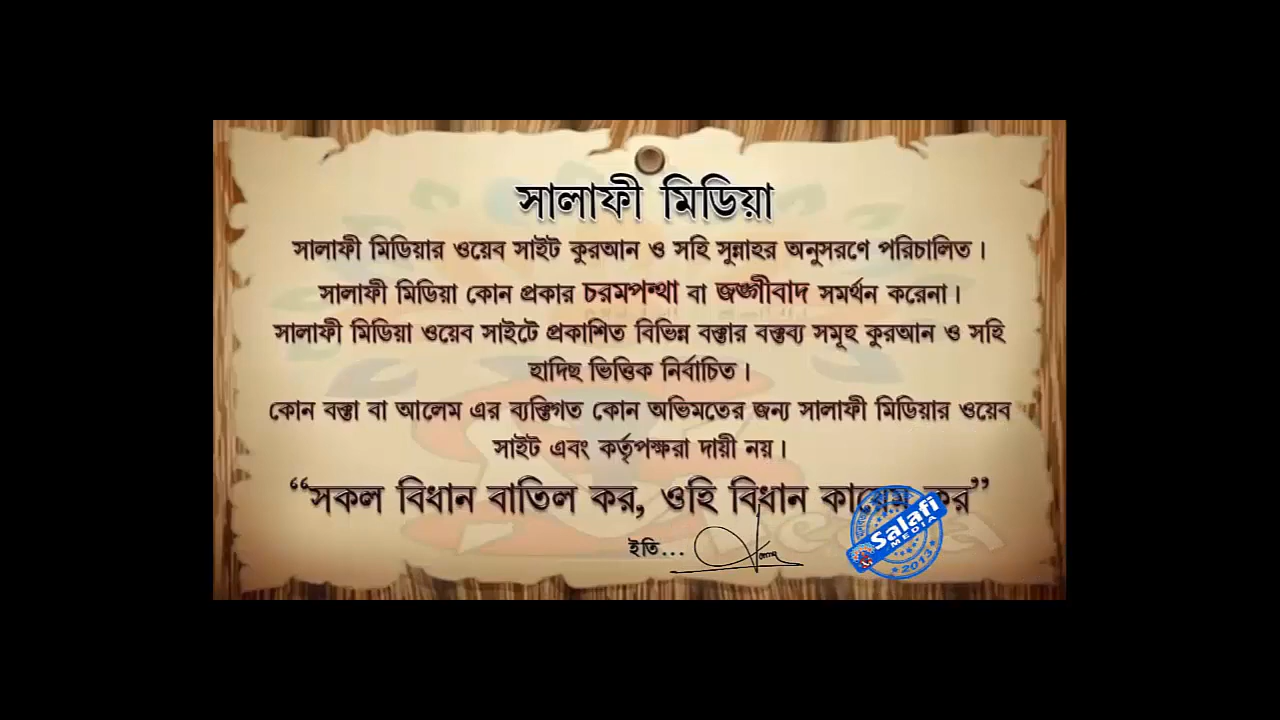 সালাফী মিডিয়া
সালাফী মিডিয়ার ওয়েব সাইট কুরআন ও সহি সুন্নাহর অনুসরণে পরিচালিত।
সালাফী মিডিয়া কোন প্রকার চরমপন্থা বা জঙ্গীবাদ সমর্থন করেনা।
সালাফী মিডিয়া ওয়েব সাইটে প্রকাশিত বিভিন্ন বক্তার বক্তব্য সমূহ কুরআন ও সহি
হাদিছ ভিত্তিক নির্বাচিত।
কোন বক্তা বা আলেম এর ব্যক্তিগত কোন অভিমতের জন্য সালাফী মিডিয়ার ওয়েব
সাইট এবং কর্তৃপক্ষরা দায়ী নয়।
“সকল বিধান বাতিল কর, ওহি বিধান কায়েম কর”
ইতি...
Salafi
MEDIA
2013